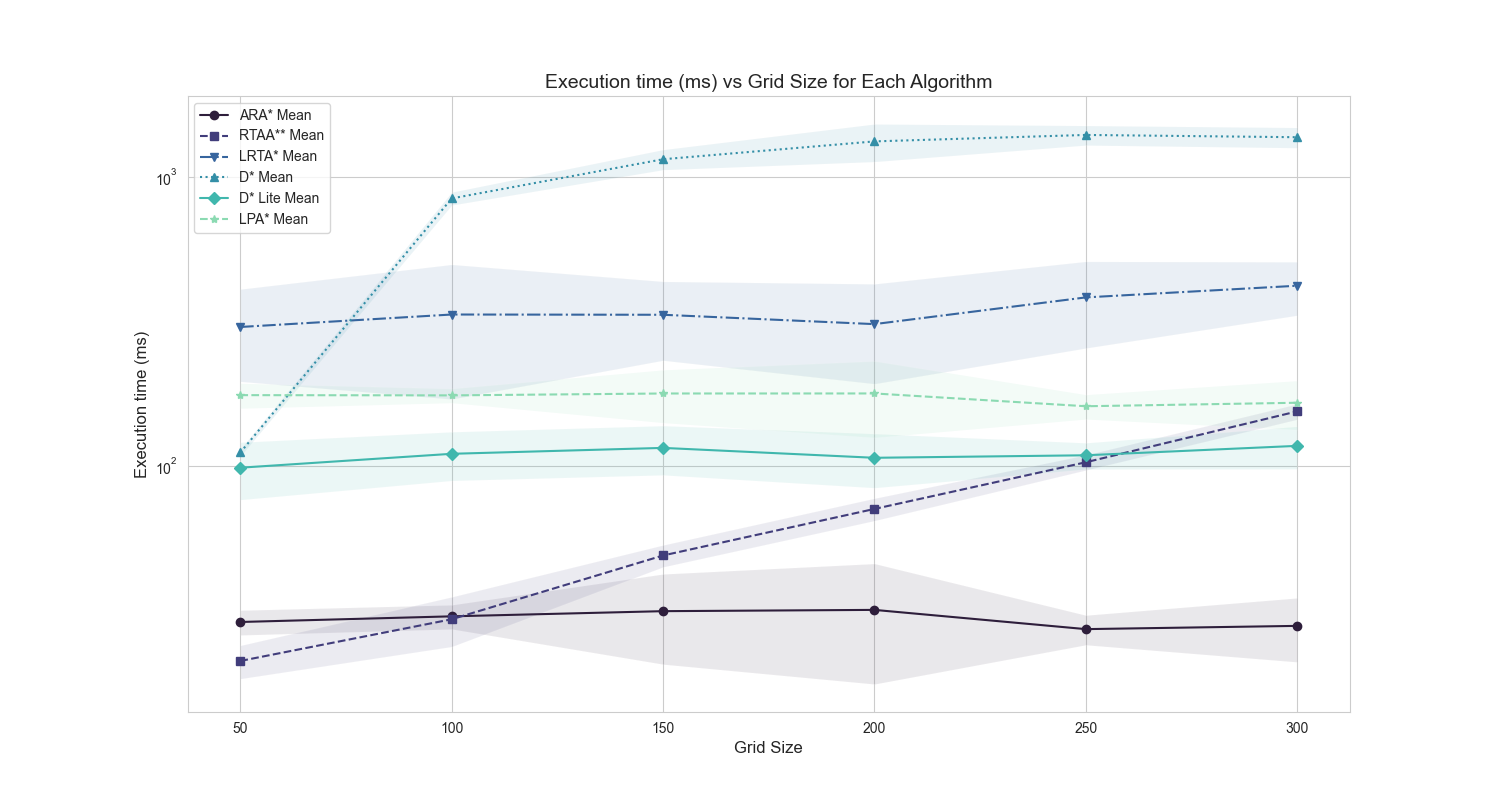 Execution time (ms) vs Grid Size for Each Algorithm
ARA* Mean
RTAA** Mean
LRTA* Mean
D* Mean
D* Lite Mean
LPA* Mean
10³
10²
Execution time (ms)
50 100 150 200 250 300
Grid Size